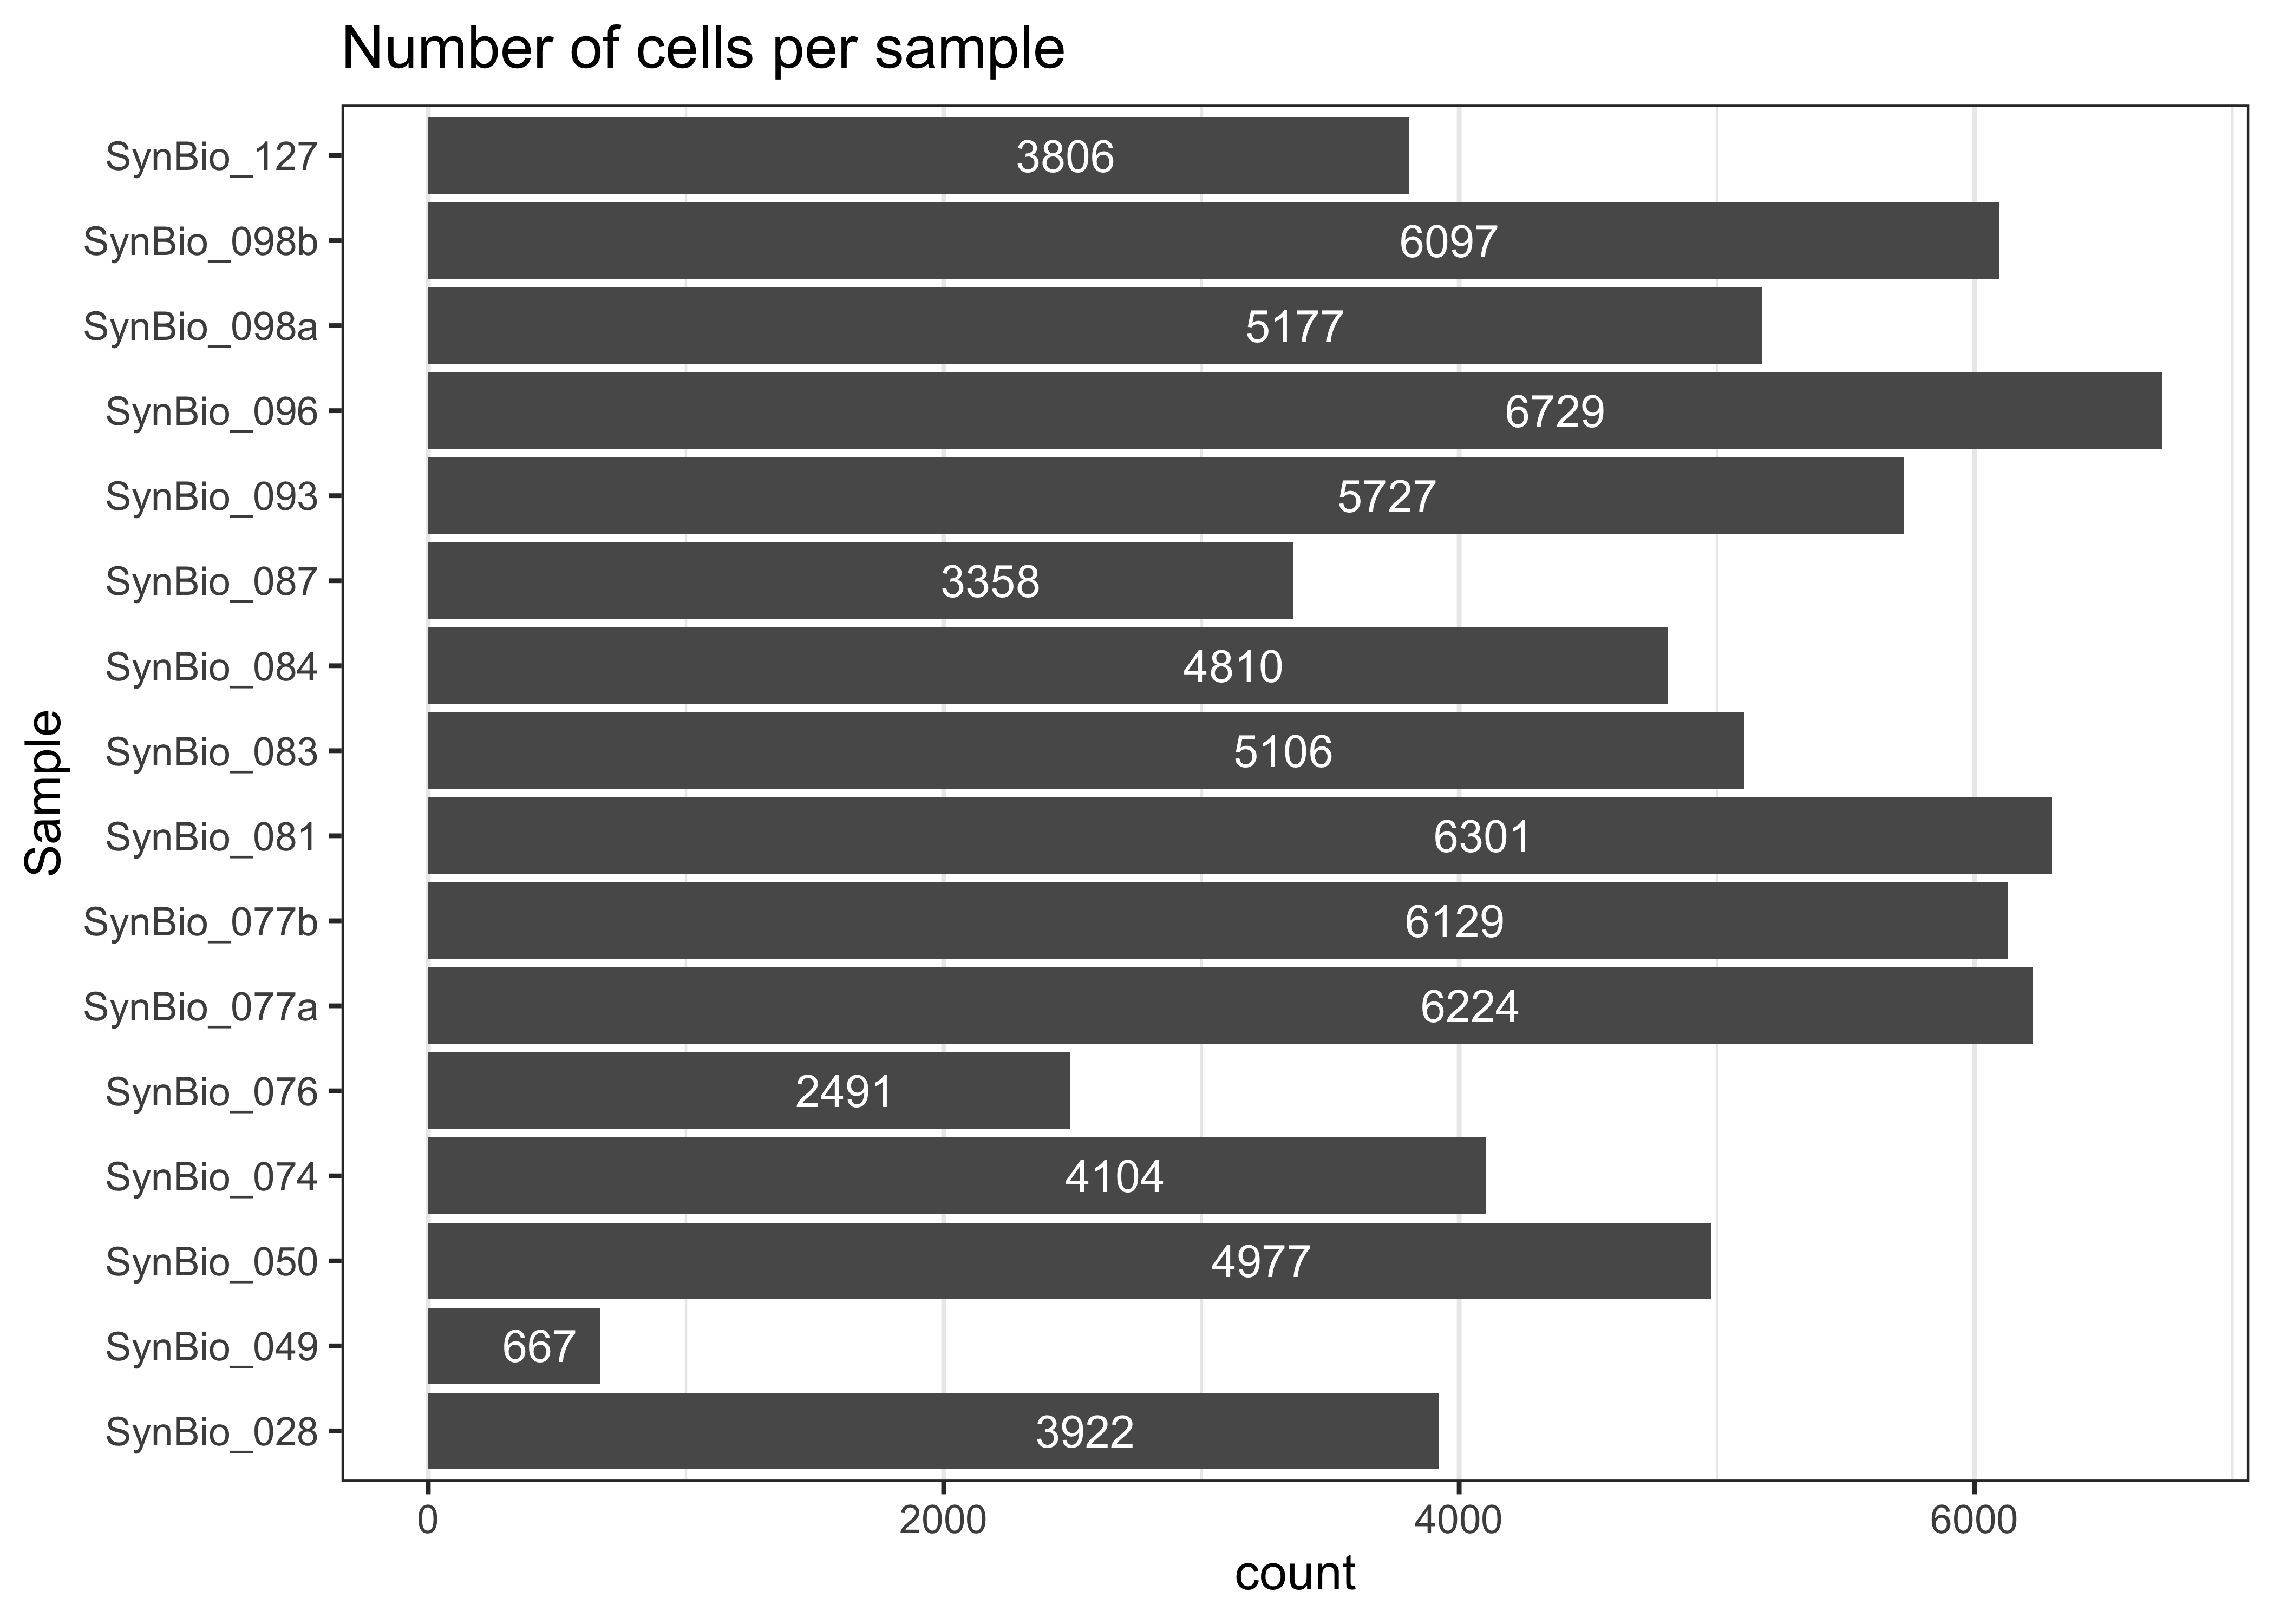 Number of cells per sample
SynBio_127 3806
SynBio_098b 6097
SynBio_098a 5177
SynBio_096 6729
SynBio_093 5727
SynBio_087 3358
SynBio_084 4810
SynBio_083 5106
SynBio_081 6301
SynBio_077b 6129
SynBio_077a 6224
SynBio_076 2491
SynBio_074 4104
SynBio_050 4977
SynBio_049 667
SynBio_028 3922
Sample
0 2000 4000 6000
count